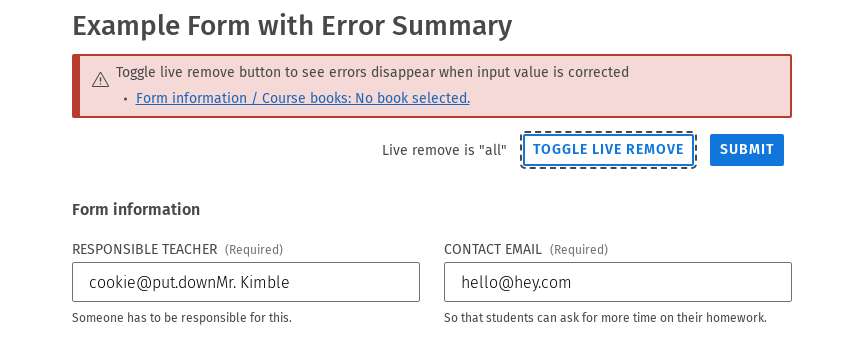 Example Form with Error Summary
Toggle live remove button to see errors disappear when input value is corrected
• Form information / Course books: No book selected.
Live remove is "all" TOGGLE LIVE REMOVE SUBMIT
Form information
RESPONSIBLE TEACHER (Required) CONTACT EMAIL (Required)
cookie@put.downMr. Kimble hello@hey.com
Someone has to be responsible for this. So that students can ask for more time on their homework.